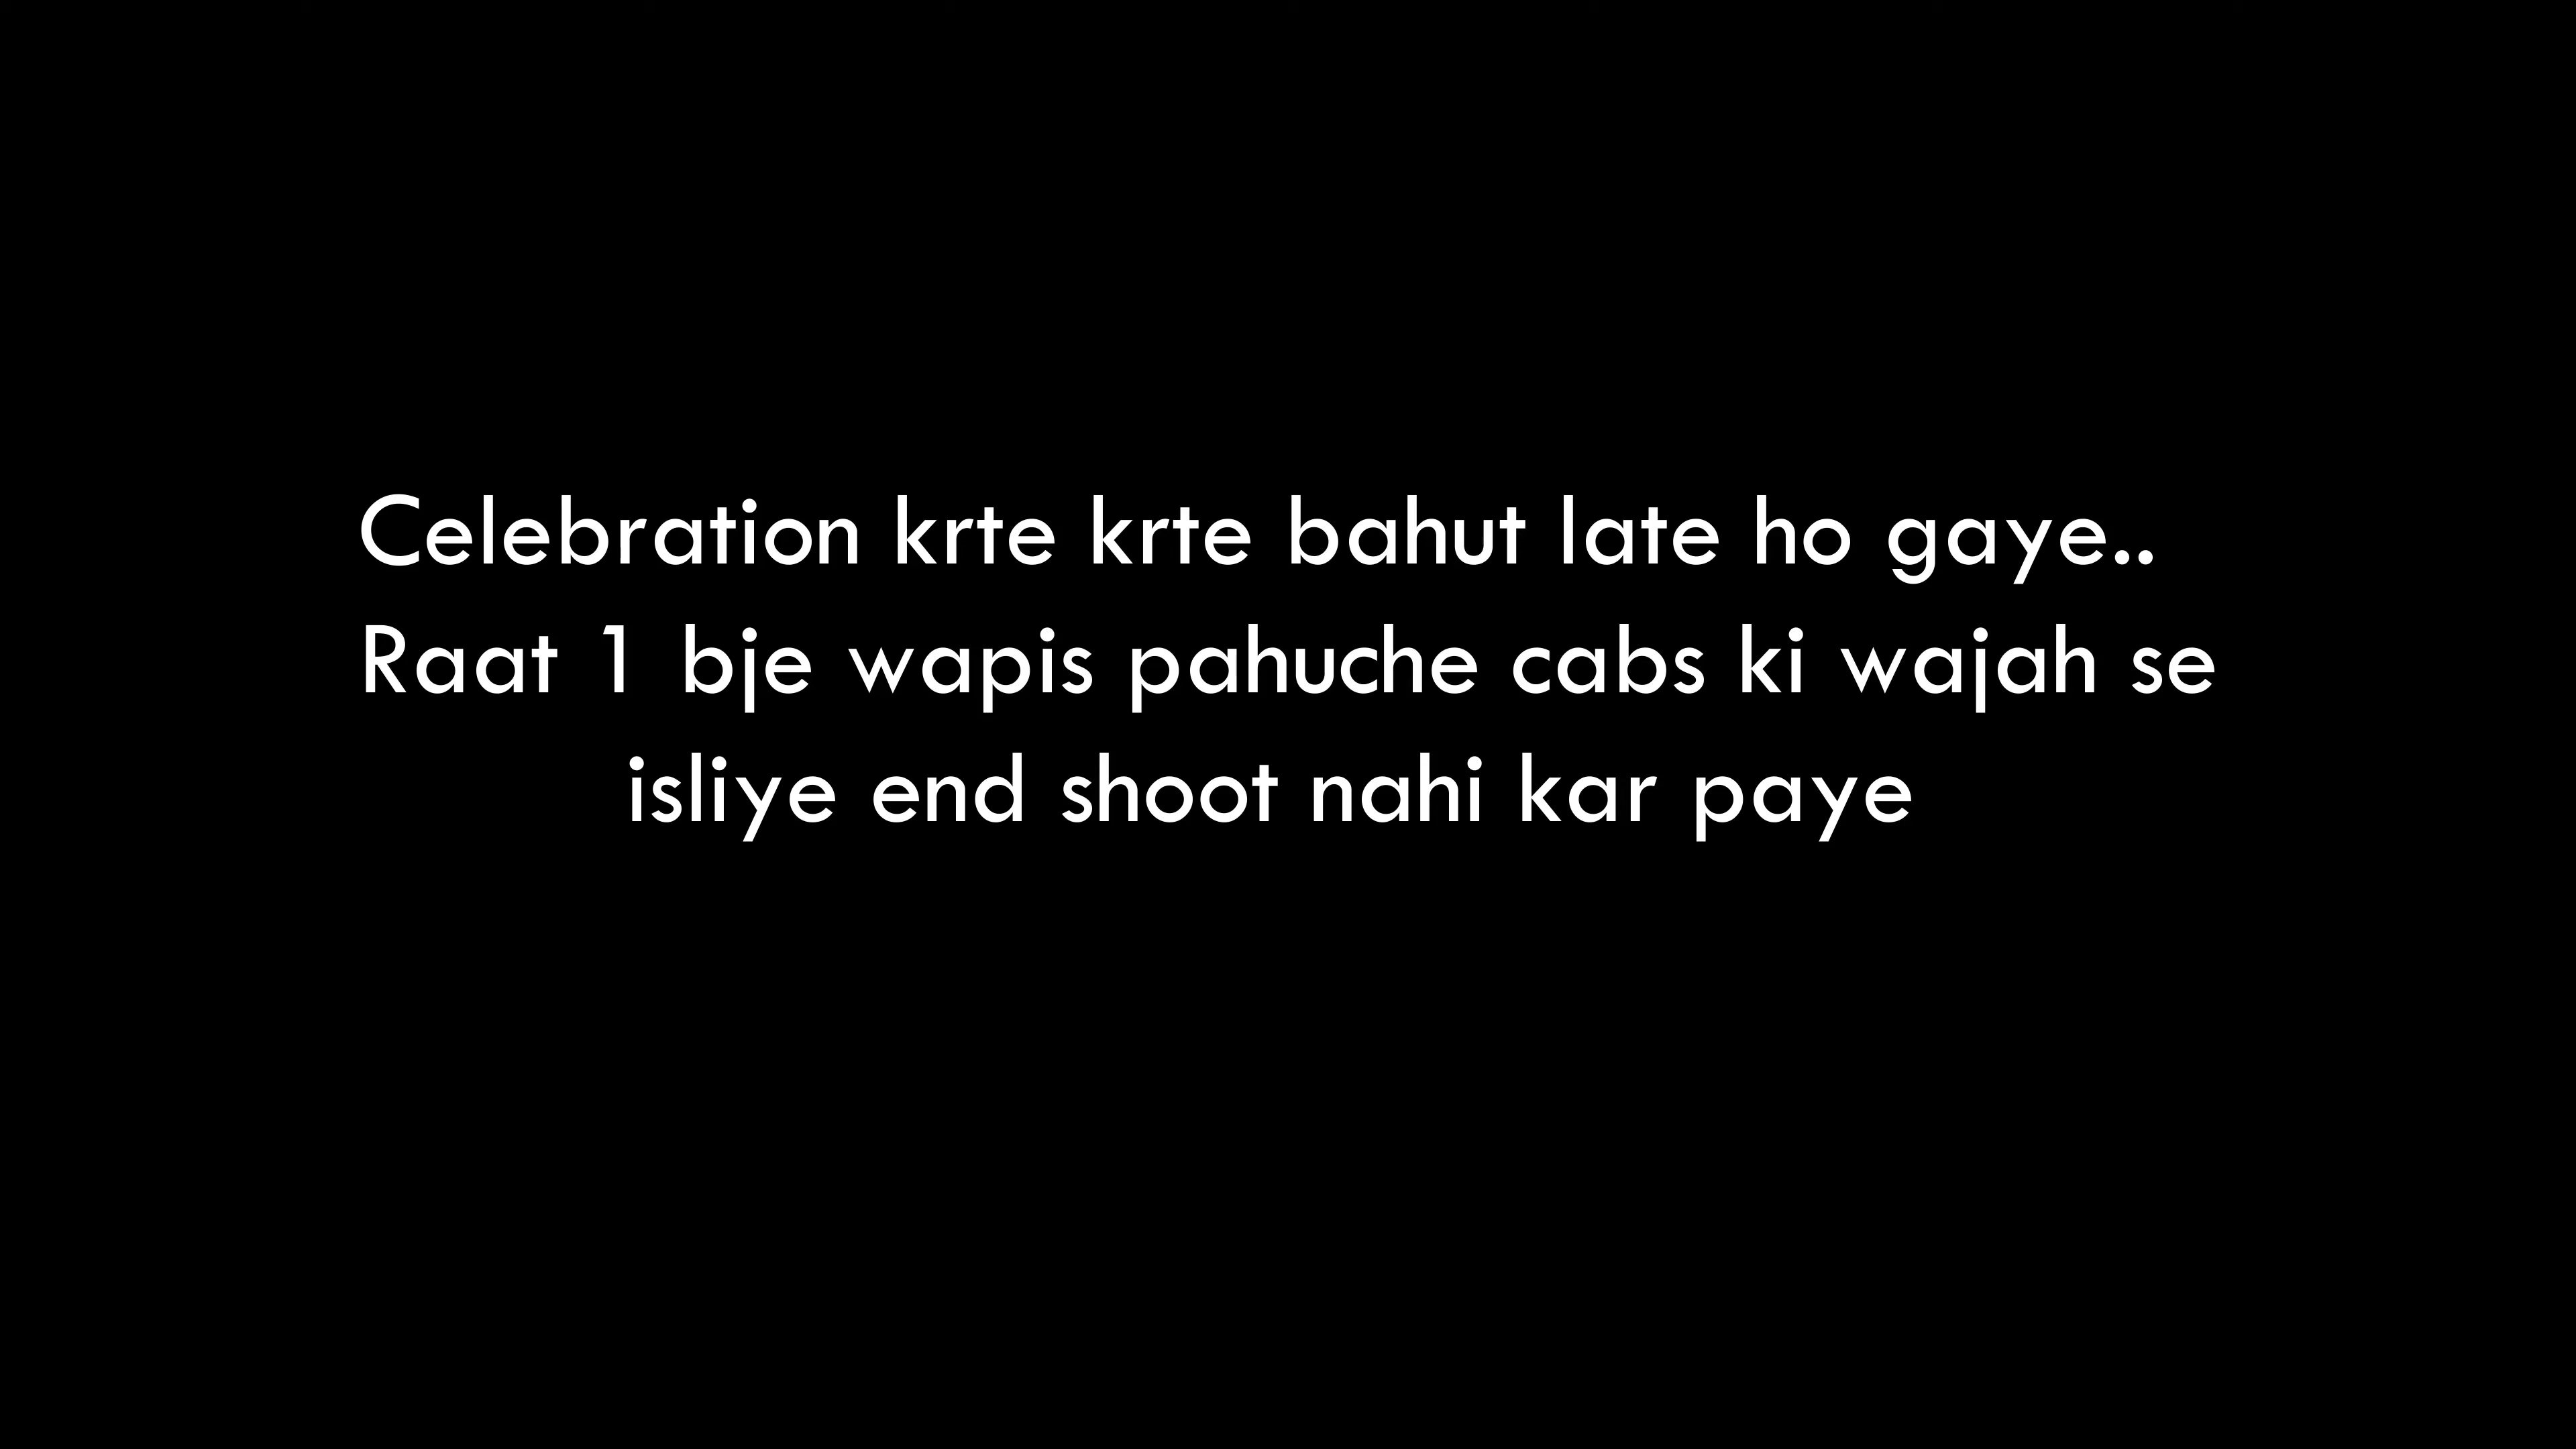 Celebration krte krte bahut late ho gaye..
Raat 1 bje wapis pahuche cabs ki wajah se
isliye end shoot nahi kar paye